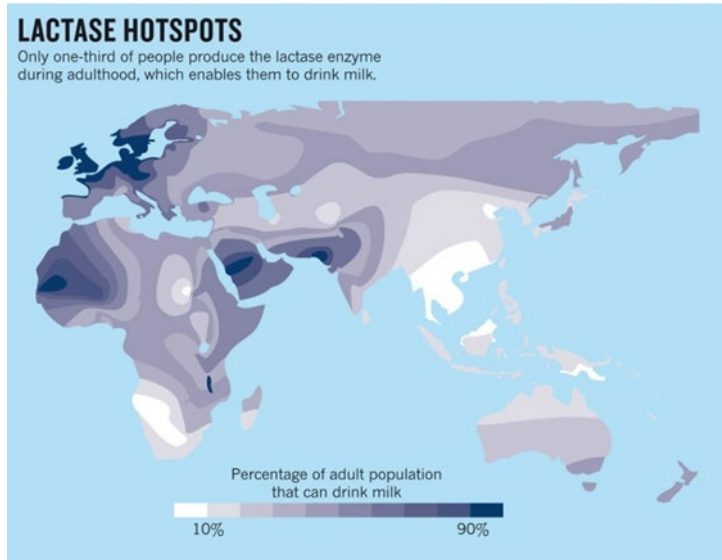 LACTASE HOTSPOTS
Only one-third of people produce the lactase enzyme
during adulthood, which enables them to drink milk.
Percentage of adult population
that can drink milk
10% 90%